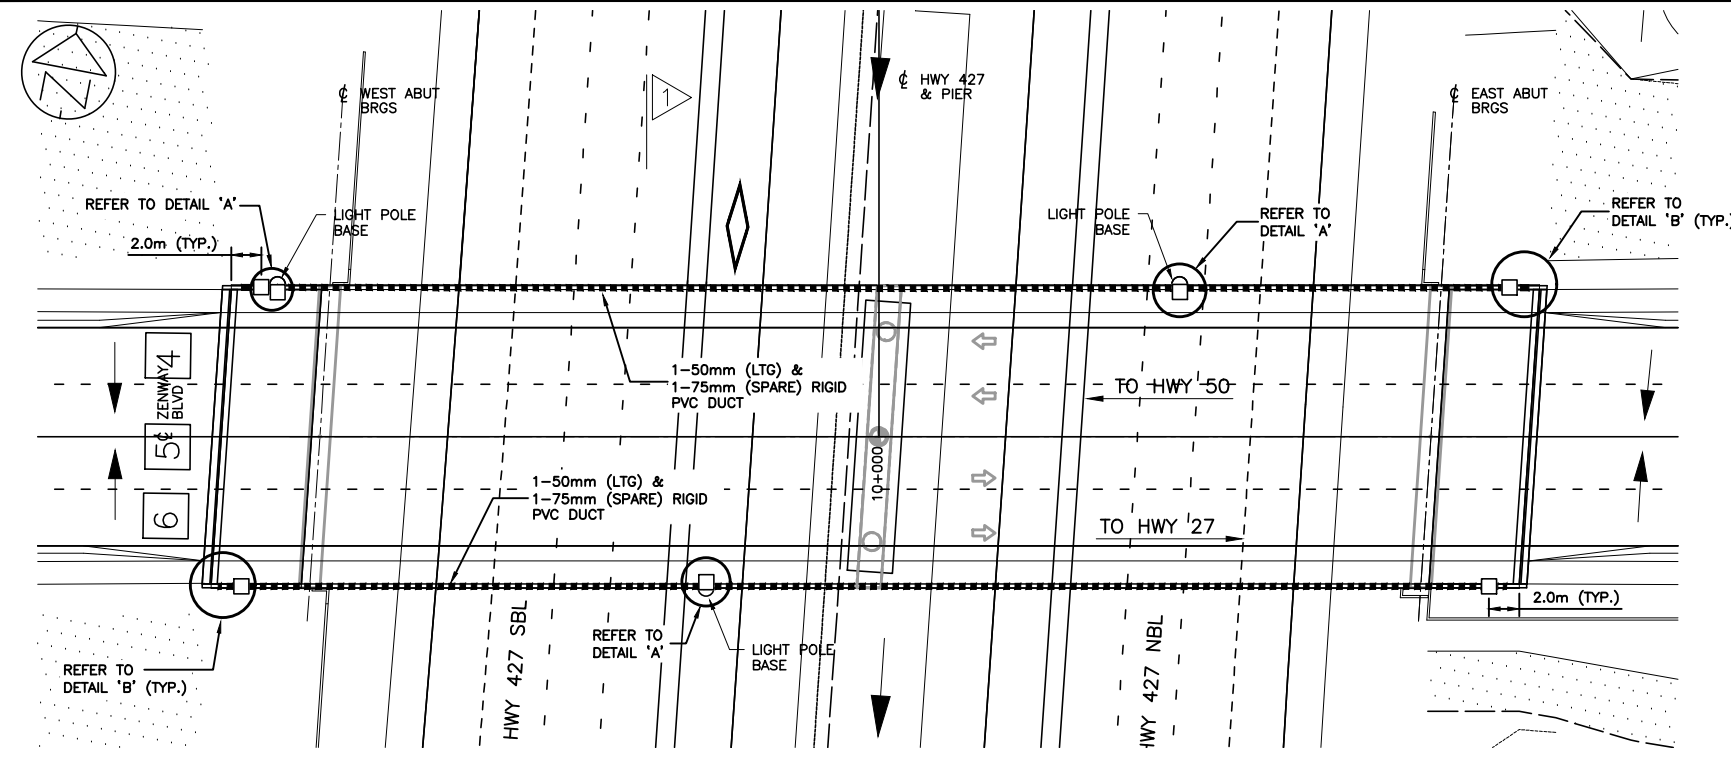 N
℄ WEST ABUT
BRGS
1
℄ HWY 427
& PIER
℄ EAST ABUT
BRGS
REFER TO DETAIL 'A'
LIGHT POLE
BASE
2.0m (TYP.)
LIGHT POLE
BASE
REFER TO
DETAIL 'A'
REFER TO
DETAIL 'B' (TYP.)
4
ZENWAY
BLVD
℄
5
6
1-50mm (LTG) &
1-75mm (SPARE) RIGID
PVC DUCT
TO HWY 50
10+000
1-50mm (LTG) &
1-75mm (SPARE) RIGID
PVC DUCT
TO HWY 27
2.0m (TYP.)
HWY 427 SBL
REFER TO
DETAIL 'A'
LIGHT POLE
BASE
HWY 427 NBL
REFER TO
DETAIL 'B' (TYP.)